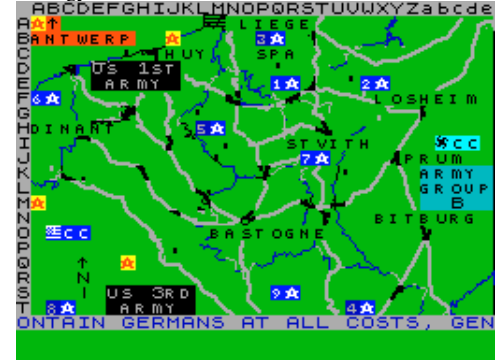 ABCDEFGHIJKLMNOPQRSTUVWXYZabcde
A
B ANTWERP
C
D
E
F
G
H
I
J
K
L
M
N
O
P
Q
R
S
T
LIEGE
3
HUY
SPA
US 1ST
ARMY
1
2
6
LOSHEIM
DINANT
5
ST VITH
CC
7
PRUM
ARMY
GROUP
B
CC
BITBURG
BASTOGNE
N
US 3RD
ARMY
9
8
4
ONTAIN GERMANS AT ALL COSTS, GEN